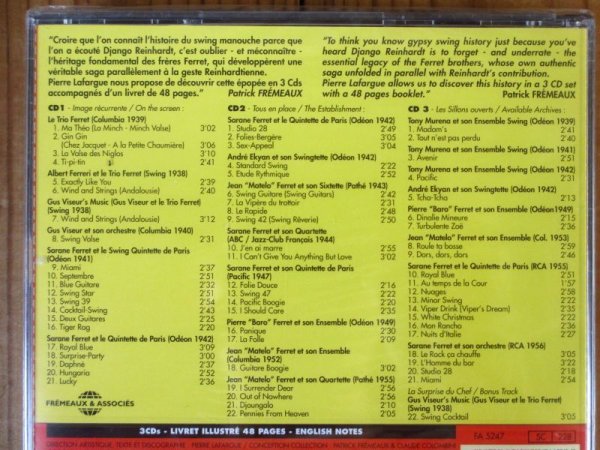 “Croire que l'on connaît l'histoire du swing manouche parce
que l'on a écouté Django Reinhardt, c'est oublier - et méconnaître -
l'héritage fondamental des frères Ferret, qui développèrent une
véritable saga parallèlement à la geste Reinhardtienne.
Pierre Lafargue nous propose de découvrir cette épopée en 3 Cds
accompagnés d'un livret de 48 pages.” Patrick FRÉMEAUX
“To think you know gypsy swing history just because you've
heard Django Reinhardt is to forget - and underrate - the
essential legacy of the Ferret brothers, whose own authentic
saga unfolded in parallel with Reinhardt's contribution.
Pierre Lafargue allows us to discover this history in a 3 CD set
with a 48 pages booklet.” Patrick FRÉMEAUX
CD 1 - Image récurrente / On the screen :
Le Trio Ferret (Columbia 1939)
1. Ma Théo (La Minch - Minch Valse) 3'02
2. Gin Gin
(Chez Jacquet - A la Petite Chaumière) 3'06
3. La Valse des Niglos 3'10
4. Ti-pi-tin 2'41
Albert Ferreri et le Trio Ferret (Swing 1938)
5. Exactly Like You 2'39
6. Wind and Strings (Andalousie) 2'40
Gus Viseur's Music (Gus Viseur et le Trio Ferret)
(Swing 1938)
7. Wind and Strings (Andalousie) 3'12
Gus Viseur et son orchestre (Columbia 1940)
8. Swing Valse 2'31
Sarane Ferret et le Swing Quintette de Paris
(Odéon 1941)
9. Miami 2'37
10. Septembre 2'51
11. Blue Guitare 2'32
12. Swing Star 2'51
13. Swing 39 2'54
14. Cocktail-Swing 2'43
15. Deux Guitares 2'25
16. Tiger Rag 2'20
Sarane Ferret et le Swing Quintette de Paris (Odéon 1942)
17. Royal Blue 3'09
18. Surprise-Party 3'00
19. Daphné 2'37
20. Hungaria 2'52
21. Lucky 2'36
FRÉMEAUX & ASSOCIÉS
CD 2 - Tous en place / The Establishment :
Sarane Ferret et le Quintette de Paris (Odéon 1942)
1. Studio 28 2'49
2. Folies-Bergère 3'05
3. Sex-Appeal 3'04
André Ekyan et son Swingtette (Odéon 1942)
4. Standard Swing 2'22
5. Etude Rythmique 2'52
Jean “Matelo” Ferret et son Sixtette (Pathé 1943)
6. Swing Guitare (Swing Guitars) 2'42
7. La Vipère du trottoir 2'31
8. Le Rapide 2'48
9. Swing 42 (Swing Rêverie) 2'50
Sarane Ferret et son Quartette
(ABC / Jazz-Club Français 1944)
10. J'en ai marre 2'55
11. I Can't Give You Anything But Love 3'02
Sarane Ferret et son Quintette de Paris
(Pacific 1947)
12. Folie Douce 2'16
13. Swing 47 2'22
14. Pacific Boogie 2'20
15. I Should Care 2'35
Pierre “Baro” Ferret et son Ensemble (Odéon 1949)
16. Panique 2'30
17. La Folle 2'09
Jean “Matelo” Ferret et son Ensemble
(Columbia 1952)
18. Guitare Boogie 3'02
Jean “Matelo” Ferret et son Quartette (Pathé 1955)
19. I Surrender Dear 2'56
20. Out of Nowhere 2'56
21. Djoungalo 2'10
22. Pennies From Heaven 2'05
CD 3 - Les Sillons ouverts / Available Archives :
Tony Murena et son Ensemble Swing (Odéon 1939)
1. Madam's 2'41
2. Tout n'est pas perdu 2'40
Tony Murena et son Ensemble Swing (Odéon 1941)
3. Avenir 2'51
Tony Murena et son Ensemble Swing (Odéon 1942)
4. Pacific 2'31
André Ekyan et son Swingtette (Odéon 1942)
5. Tcha-Tcha 2'13
Pierre “Baro” Ferret et son Ensemble (Odéon 1949)
6. Dinalie Mineure 2'15
7. Turbulente Zoë 2'36
Jean “Matelo” Ferret et son Ensemble (Col. 1953)
8. Roule ta bosse 2'59
9. Dors, dors, dors 2'46
Sarane Ferret et le Quintette de Paris (RCA 1955)
10. Royal Blue 2'51
11. Au temps de la Cour 1'57
12. Nuages 2'58
13. Minor Swing 2'22
14. Viper Drink (Viper's Dream) 2'35
15. White Christmas 2'22
16. Mon Rancho 2'36
17. Nuits d'Italie 2'27
Sarane Ferret et son orchestre (RCA 1956)
18. Le Rock ça chauffe 3'05
19. L'Homme du bar 3'22
20. Studio 28 2'18
21. Miami 2'54
La Surprise du Chef / Bonus Track
Gus Viseur's Music (Gus Viseur et le Trio Ferret)
(Swing 1938)
22. Swing Cocktail 3'05
3CDs - LIVRET ILLUSTRÉ 48 PAGES - ENGLISH NOTES
FA 5247
SC 228
DIRECTION ARTISTIQUE, TEXTE ET DISCOGRAPHIE : PIERRE LAFARGUE / CONCEPTION COLLECTION : PATRICK FRÉMEAUX & CLAUDE COLOMBINI